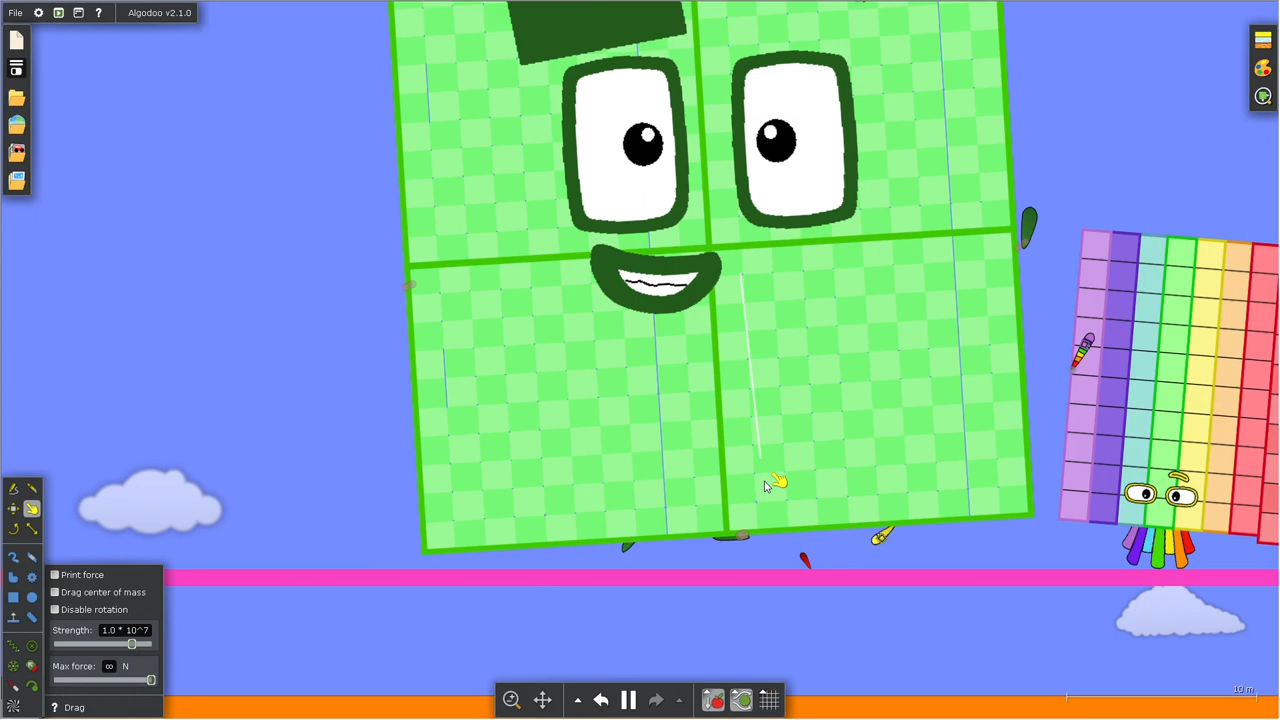 File ? Algodoo v2.1.0
Print force
Drag center of mass
Disable rotation
Strength: 1.0 * 10^7
Max force: ∞ N
? Drag
10 m